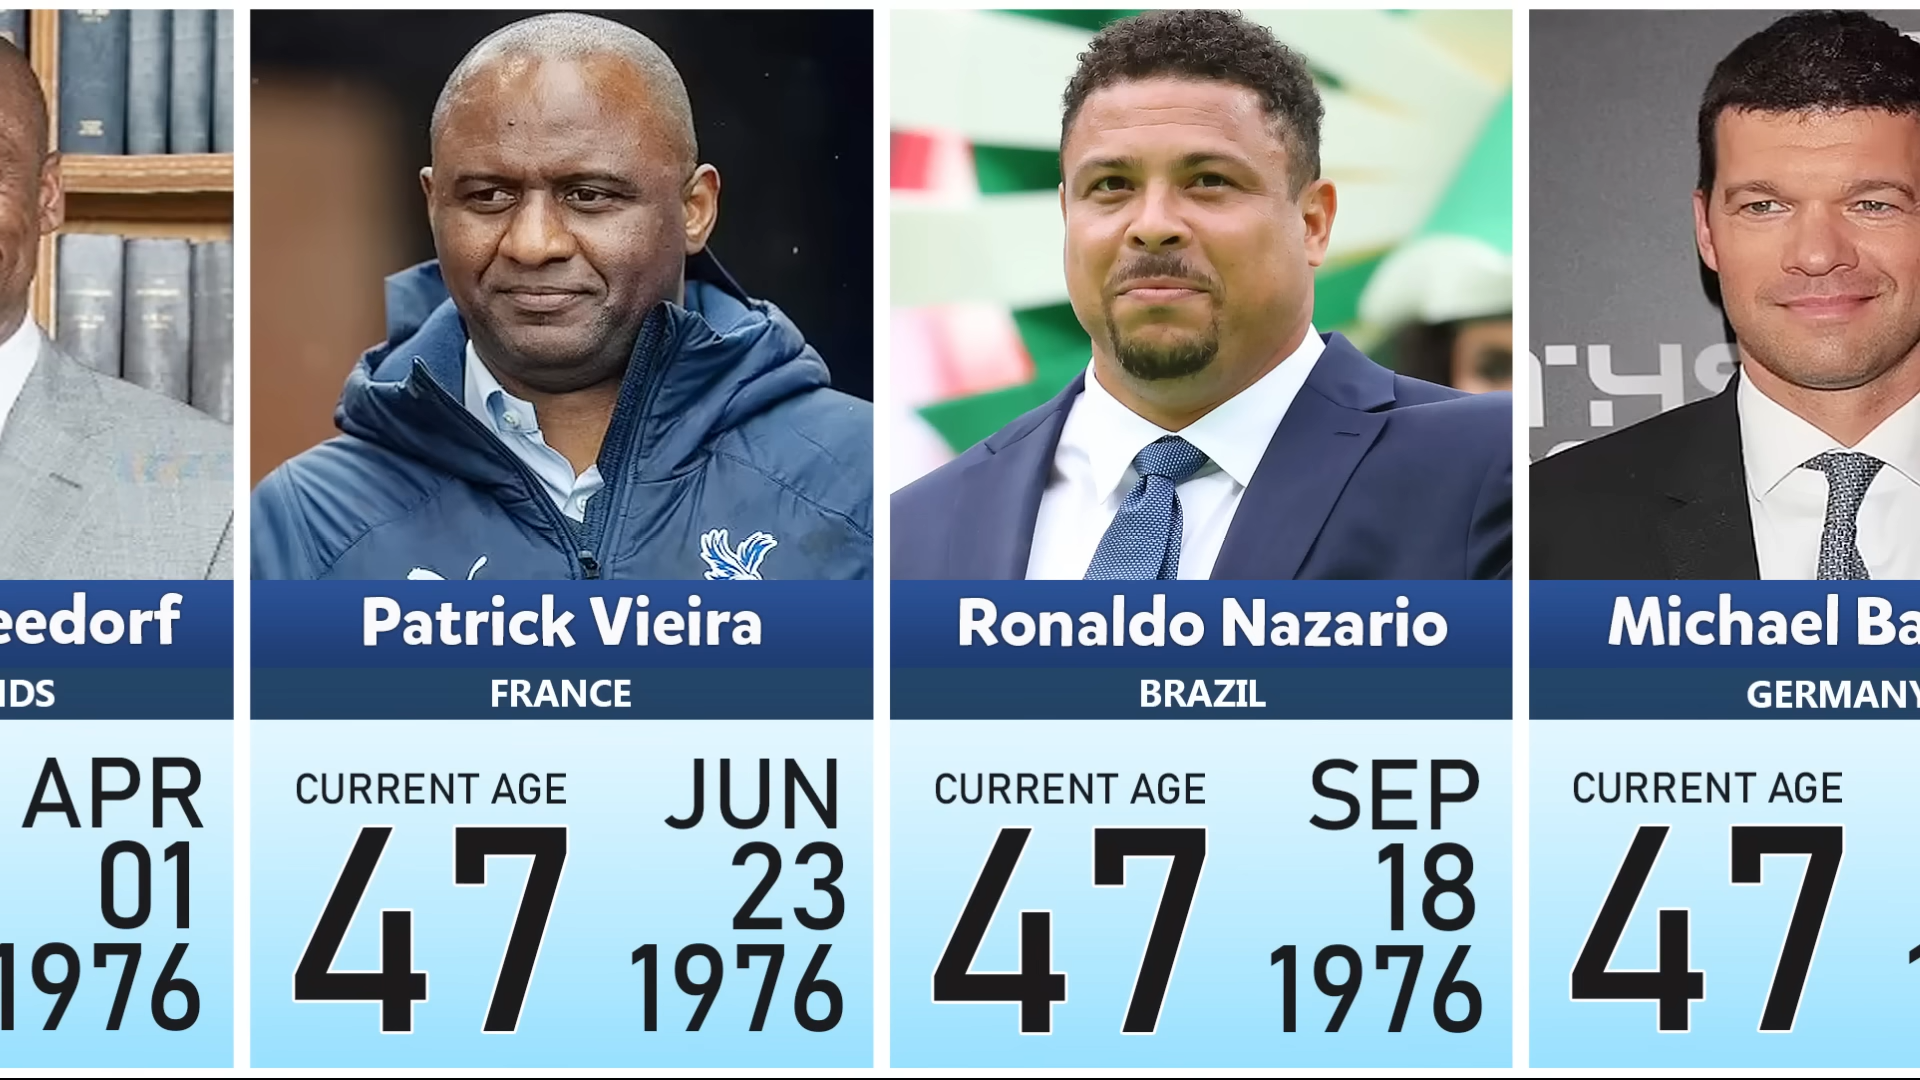 eedorf
NDS
APR
01
1976
Patrick Vieira
FRANCE
CURRENT AGE
47
JUN
23
1976
Ronaldo Nazario
BRAZIL
CURRENT AGE
47
SEP
18
1976
Michael Ba
GERMANY
CURRENT AGE
47